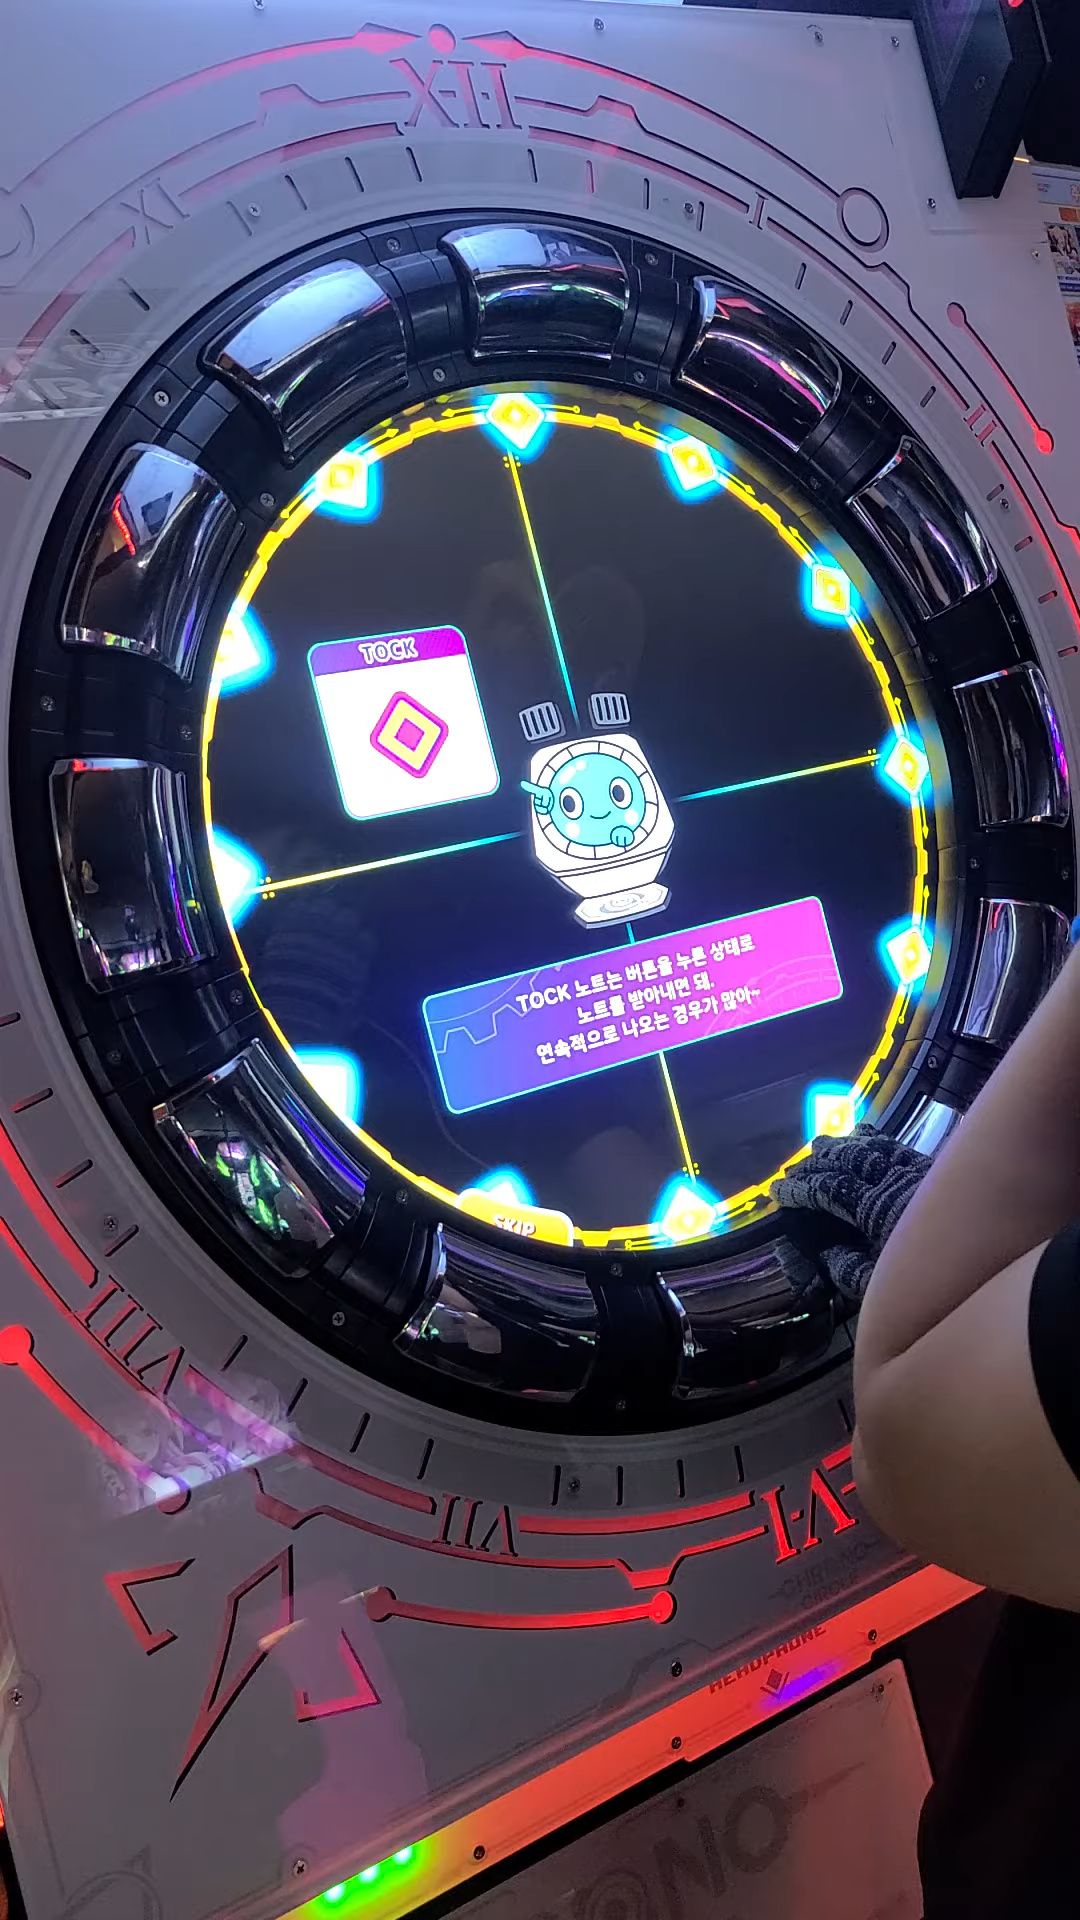 XII
XI
I
II
TOCK
TOCK 노트는 버튼을 누른 상태로
노트를 받아내면 돼.
연속적으로 나오는 경우가 많아~
SKIP
VIII
VII
VI
CHRONO
CIRCLE
HEADPHONE